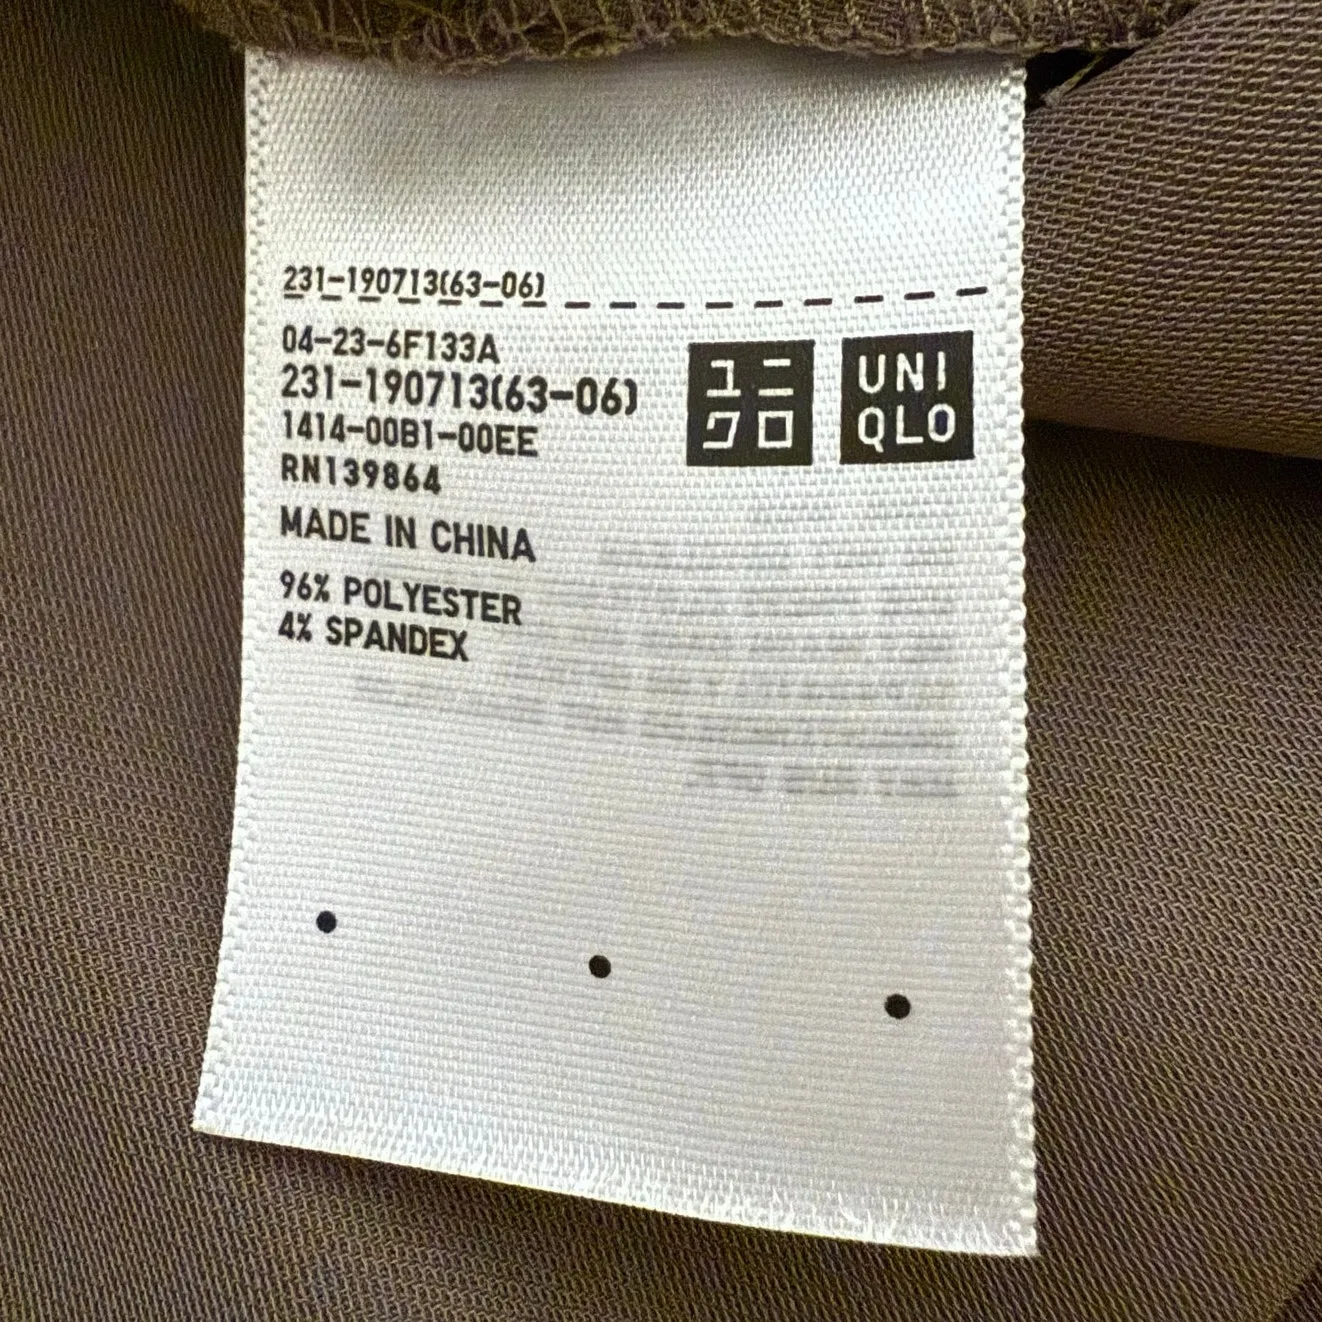 231-190713(63-06)
04-23-6F133A
231-190713(63-06)
1414-00B1-00EE
RN139864
MADE IN CHINA
96% POLYESTER
4% SPANDEX
ユニ
クロ
UNI
QLO